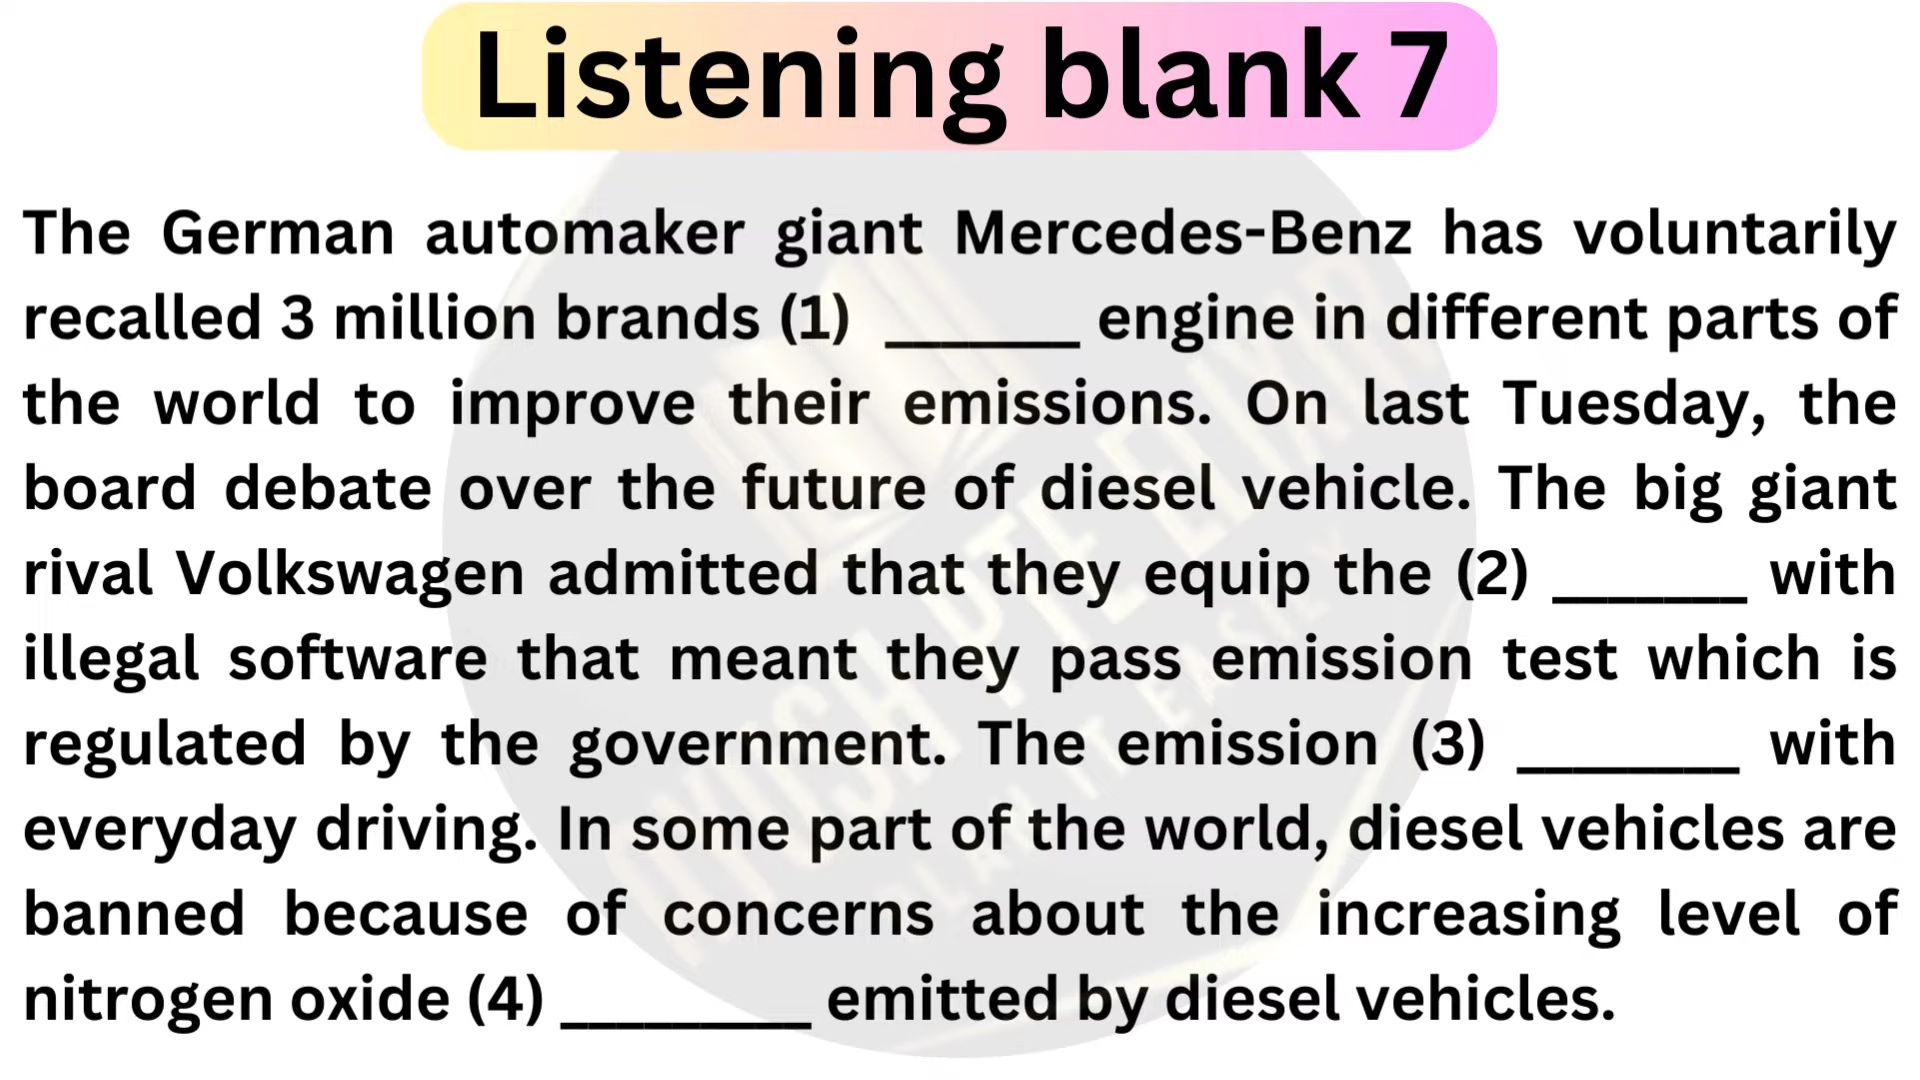 Listening blank 7
The German automaker giant Mercedes-Benz has voluntarily
recalled 3 million brands (1) _______ engine in different parts of
the world to improve their emissions. On last Tuesday, the
board debate over the future of diesel vehicle. The big giant
rival Volkswagen admitted that they equip the (2) _______ with
illegal software that meant they pass emission test which is
regulated by the government. The emission (3) ________ with
everyday driving. In some part of the world, diesel vehicles are
banned because of concerns about the increasing level of
nitrogen oxide (4) _________ emitted by diesel vehicles.